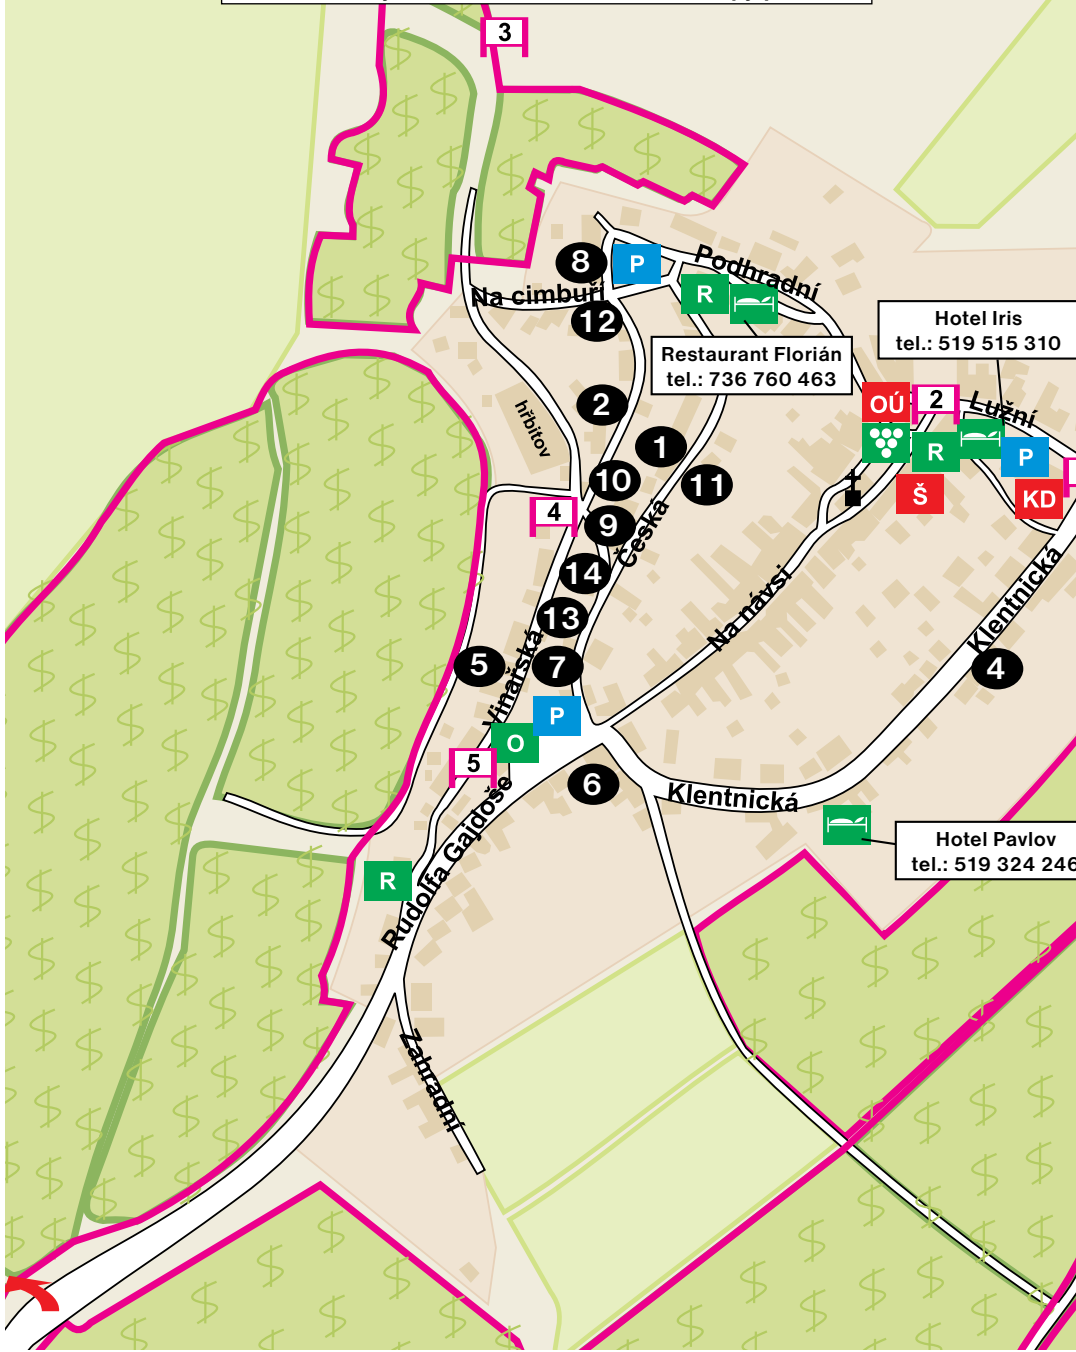 3
8
P
Podhradní
R
Na cimbuří
12
Hotel Iris
tel.: 519 515 310
Restaurant Florián
tel.: 736 760 463
2
hřbitov
OÚ
2
Lužní
1
R
P
10
11
Š
KD
4
9
Česká
14
13
Na návsi
Klentnická
5
Vinařská
7
4
P
O
5
6
Klentnická
Hotel Pavlov
tel.: 519 324 246
R
Rudolfa Gajdoše
Zahradní